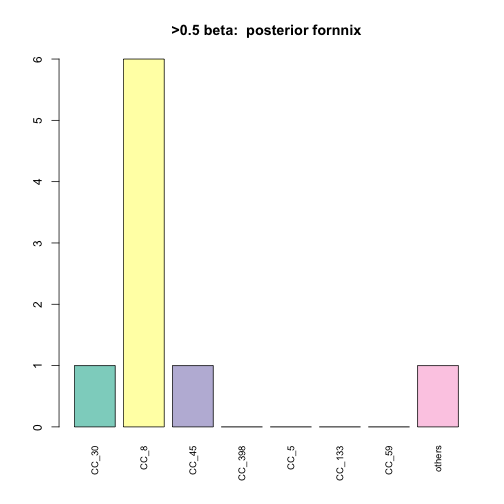 >0.5 beta:  posterior fornnix
6
5
4
3
2
1
0
CC_30
CC_8
CC_45
CC_398
CC_5
CC_133
CC_59
others